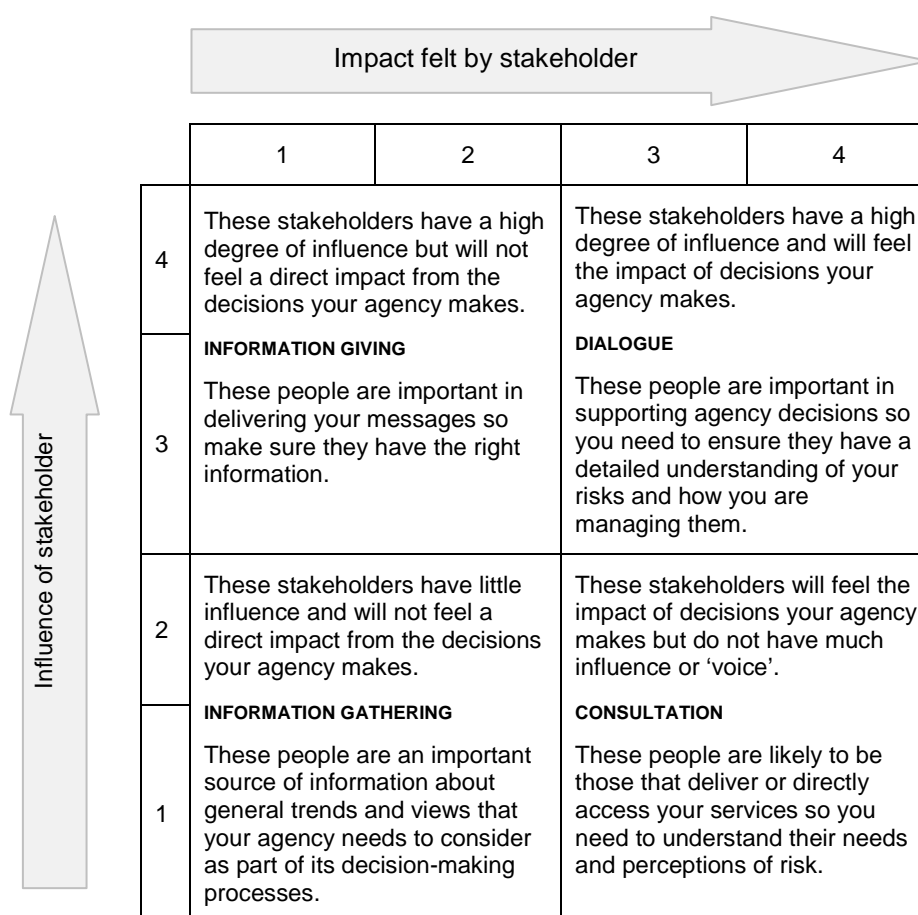 Impact felt by stakeholder
1
2
3
4
Influence of stakeholder
4
These stakeholders have a high
degree of influence but will not
feel a direct impact from the
decisions your agency makes.
3
INFORMATION GIVING
These people are important in
delivering your messages so
make sure they have the right
information.
These stakeholders have a high
degree of influence and will feel
the impact of decisions your
agency makes.
DIALOGUE
These people are important in
supporting agency decisions so
you need to ensure they have a
detailed understanding of your
risks and how you are
managing them.
2
These stakeholders have little
influence and will not feel a
direct impact from the decisions
your agency makes.
1
INFORMATION GATHERING
These people are an important
source of information about
general trends and views that
your agency needs to consider
as part of its decision-making
processes.
These stakeholders will feel the
impact of decisions your agency
makes but do not have much
influence or ‘voice’.
CONSULTATION
These people are likely to be
those that deliver or directly
access your services so you
need to understand their needs
and perceptions of risk.